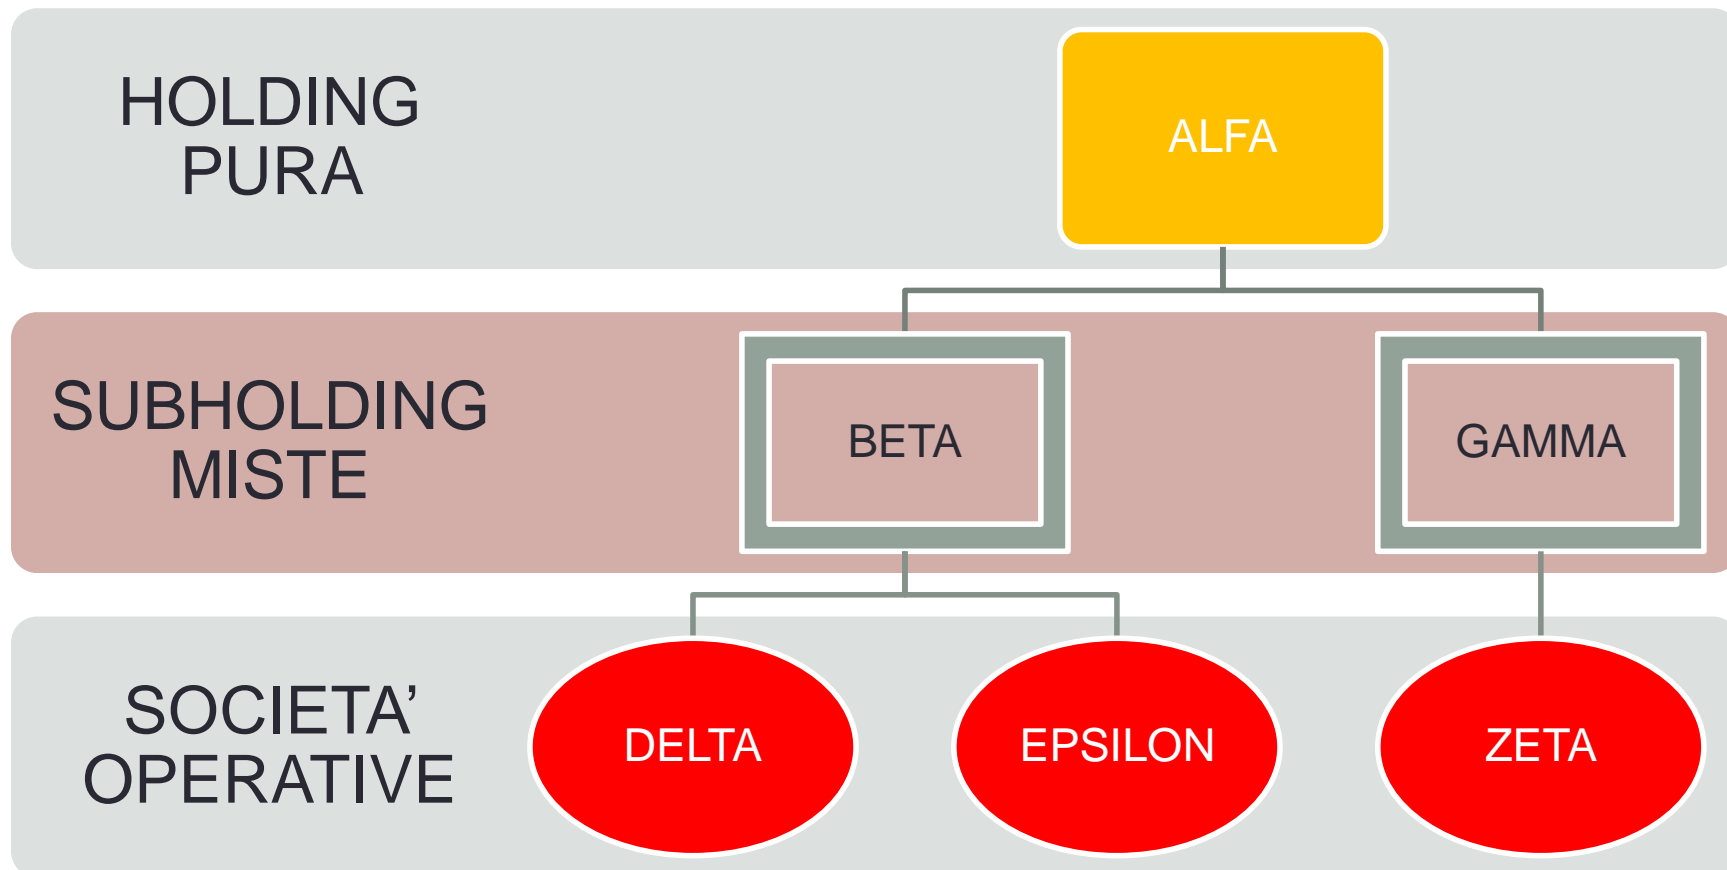 HOLDING
PURA
ALFA
SUBHOLDING
MISTE
BETA
GAMMA
SOCIETA’
OPERATIVE
DELTA
EPSILON
ZETA